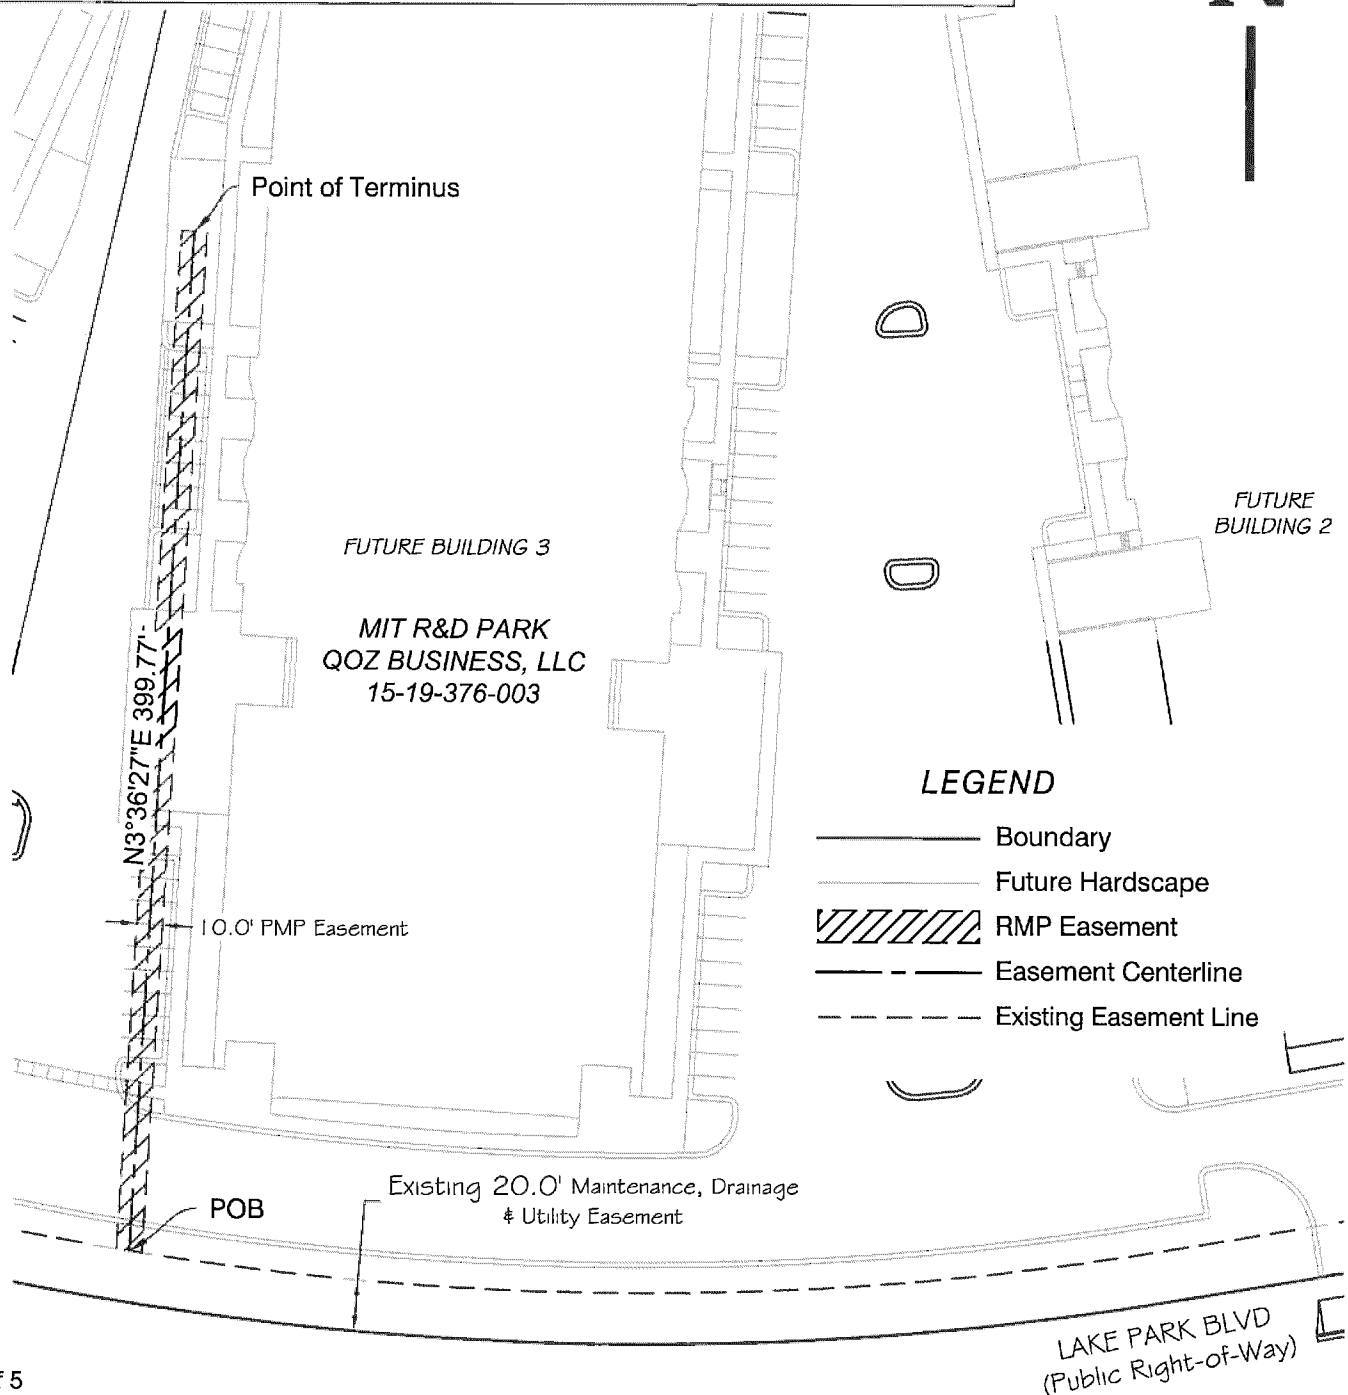 Point of Terminus
FUTURE BUILDING 3
MIT R&D PARK
QOZ BUSINESS, LLC
15-19-376-003
FUTURE
BUILDING 2
N3°36'27"E 399.77'
10.0' PMP Easement
LEGEND
Boundary
Future Hardscape
RMP Easement
Easement Centerline
Existing Easement Line
POB
Existing 20.0' Maintenance, Drainage
& Utility Easement
LAKE PARK BLVD
(Public Right-of-Way)
5